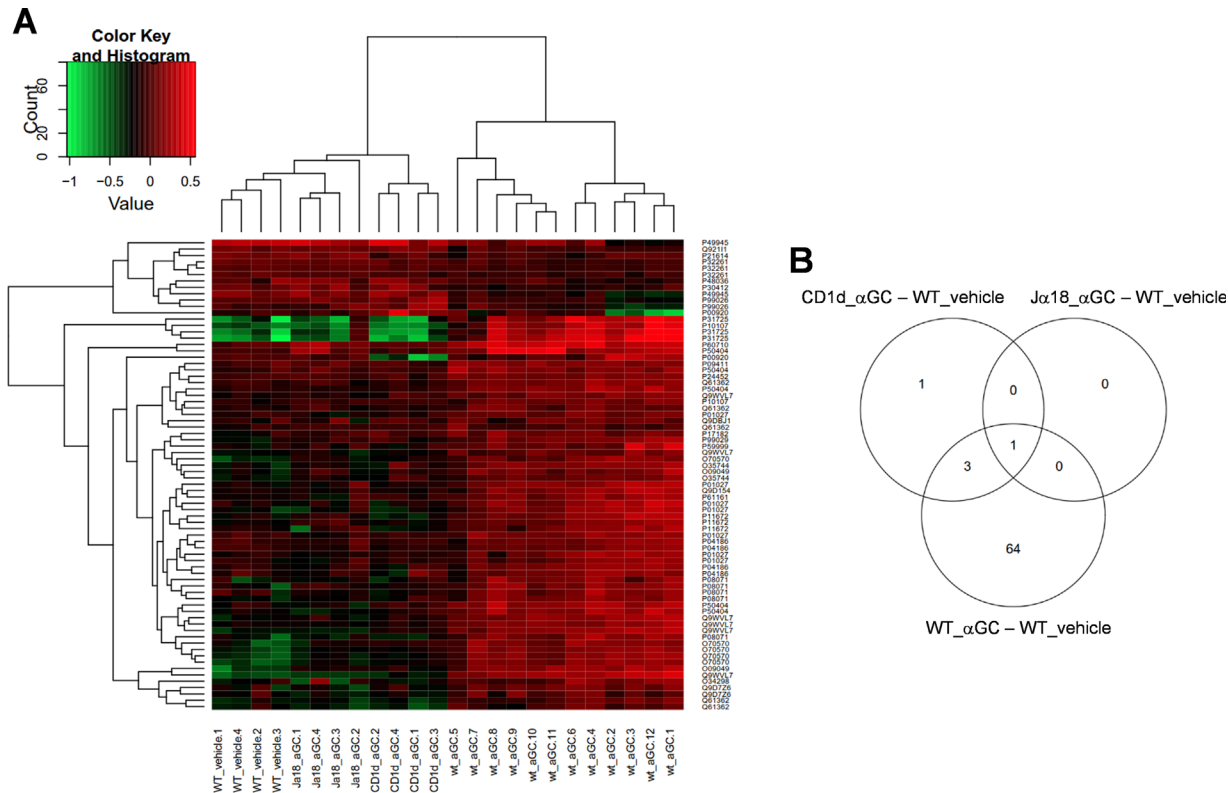 A
Color Key
and Histogram
Count
0 20 60
−1 −0.5 0 0.5
Value
P49945
Q921I1
P21614
P32261
P32261
P32261
P48036
P30412
P49945
P99026
P99026
P00920
P31725
P10107
P31725
P31725
P60710
P50404
P00920
P09411
P50404
P24452
Q61362
P50404
Q9WVL7
P10107
Q61362
P01027
Q9DBJ1
Q61362
P17182
P99029
P59999
Q9WVL7
O70570
O35744
O09049
O35744
P01027
Q9D154
P61161
P01027
P01027
P11672
P11672
P11672
P01027
P04186
P04186
P01027
P01027
P04186
P04186
P08071
P08071
P08071
P08071
P50404
P50404
Q9WVL7
Q9WVL7
Q9WVL7
P08071
O70570
O70570
O70570
O70570
O09049
Q9WVL7
O34298
Q9D7Z6
Q9D7Z6
Q61362
Q61362
WT_vehicle.1
WT_vehicle.4
WT_vehicle.2
WT_vehicle.3
Ja18_aGC.1
Ja18_aGC.4
Ja18_aGC.3
Ja18_aGC.2
CD1d_aGC.2
CD1d_aGC.4
CD1d_aGC.1
CD1d_aGC.3
wt_aGC.5
wt_aGC.7
wt_aGC.8
wt_aGC.9
wt_aGC.10
wt_aGC.11
wt_aGC.6
wt_aGC.4
wt_aGC.2
wt_aGC.3
wt_aGC.12
wt_aGC.1
B
CD1d_αGC – WT_vehicle
Jα18_αGC – WT_vehicle
1
0
0
1
3
0
64
WT_αGC – WT_vehicle